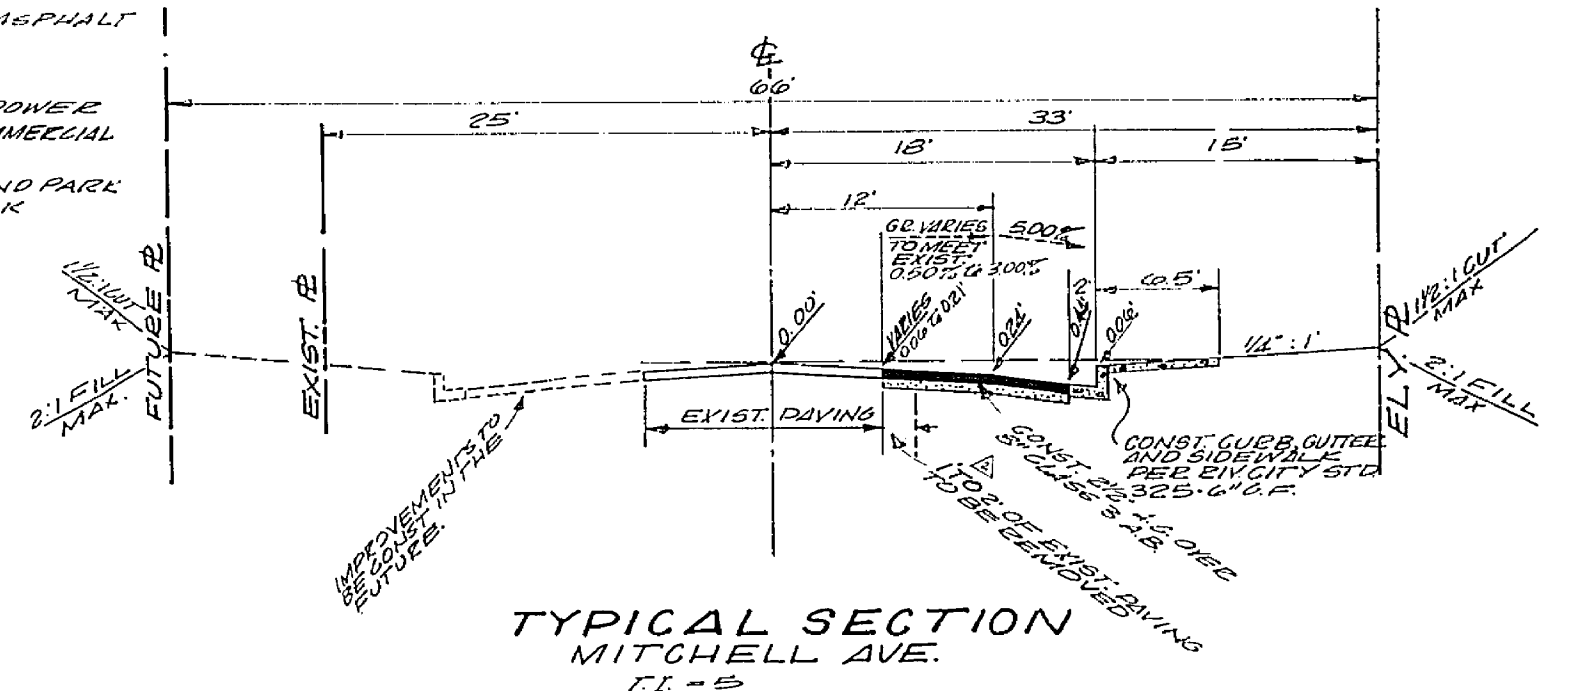 ASPHALT
POWER
MMERCIAL
ND PARK
K
℄
66'
25'
33'
18'
15'
12'
GR. VARIES
TO MEET
EXIST.
0.50% to 3.00%
5.00%
2'
6.5'
0.00'
VARIES
0.06 to 0.21'
0.24'
0.06'
1/4" : 1'
1½:1 CUT
MAX
2:1 FILL
MAX.
FUTURE ⅊
EXIST. ⅊
ELY. ⅊
1½:1 CUT
MAX
2:1 FILL
MAX
EXIST. PAVING
IMPROVEMENTS TO
BE CONST IN THE
FUTURE.
1' TO 2' OF EXIST. PAVING
TO BE REMOVED
CONST. 2½" A.C. OVER
CLASS 3 A.B.
CONST. CURB, GUTTER
AND SIDEWALK
PER RIV. CITY STD
325-6" C.F.
TYPICAL SECTION
MITCHELL AVE.
T.I. = 5